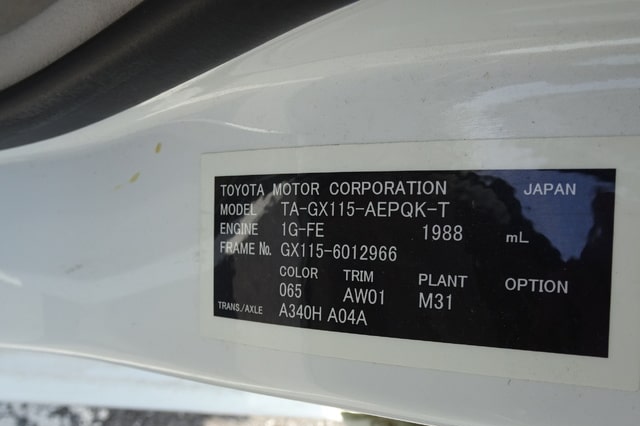 TOYOTA MOTOR CORPORATION JAPAN
MODEL TA-GX115-AEPQK-T
ENGINE 1G-FE 1988 mL
FRAME No. GX115-6012966
COLOR TRIM PLANT OPTION
065 AW01 M31
TRANS./AXLE A340H A04A